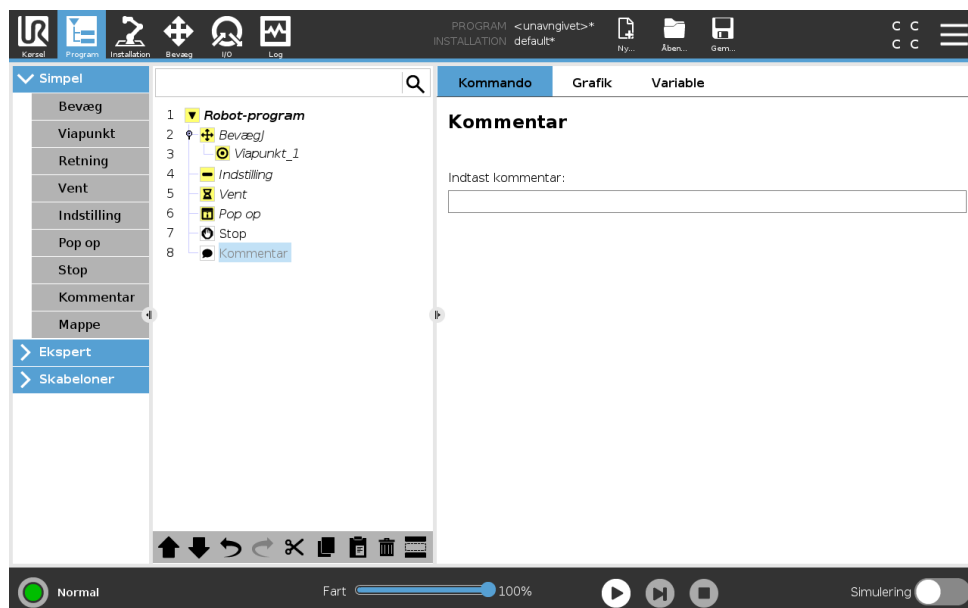 PROGRAM <unavngivet>*
INSTALLATION default*
UR
Kørsel Program Installation Bevæg I/O Log Ny... Åben... Gem...
C C
C C
Simpel
Bevæg
Viapunkt
Retning
Vent
Indstilling
Pop op
Stop
Kommentar
Mappe
Ekspert
Skabeloner
1 Robot-program
2 BevægJ
3 Viapunkt_1
4 Indstilling
5 Vent
6 Pop op
7 Stop
8 Kommentar
Kommando Grafik Variable
Kommentar
Indtast kommentar:
Normal Fart 100% Simulering